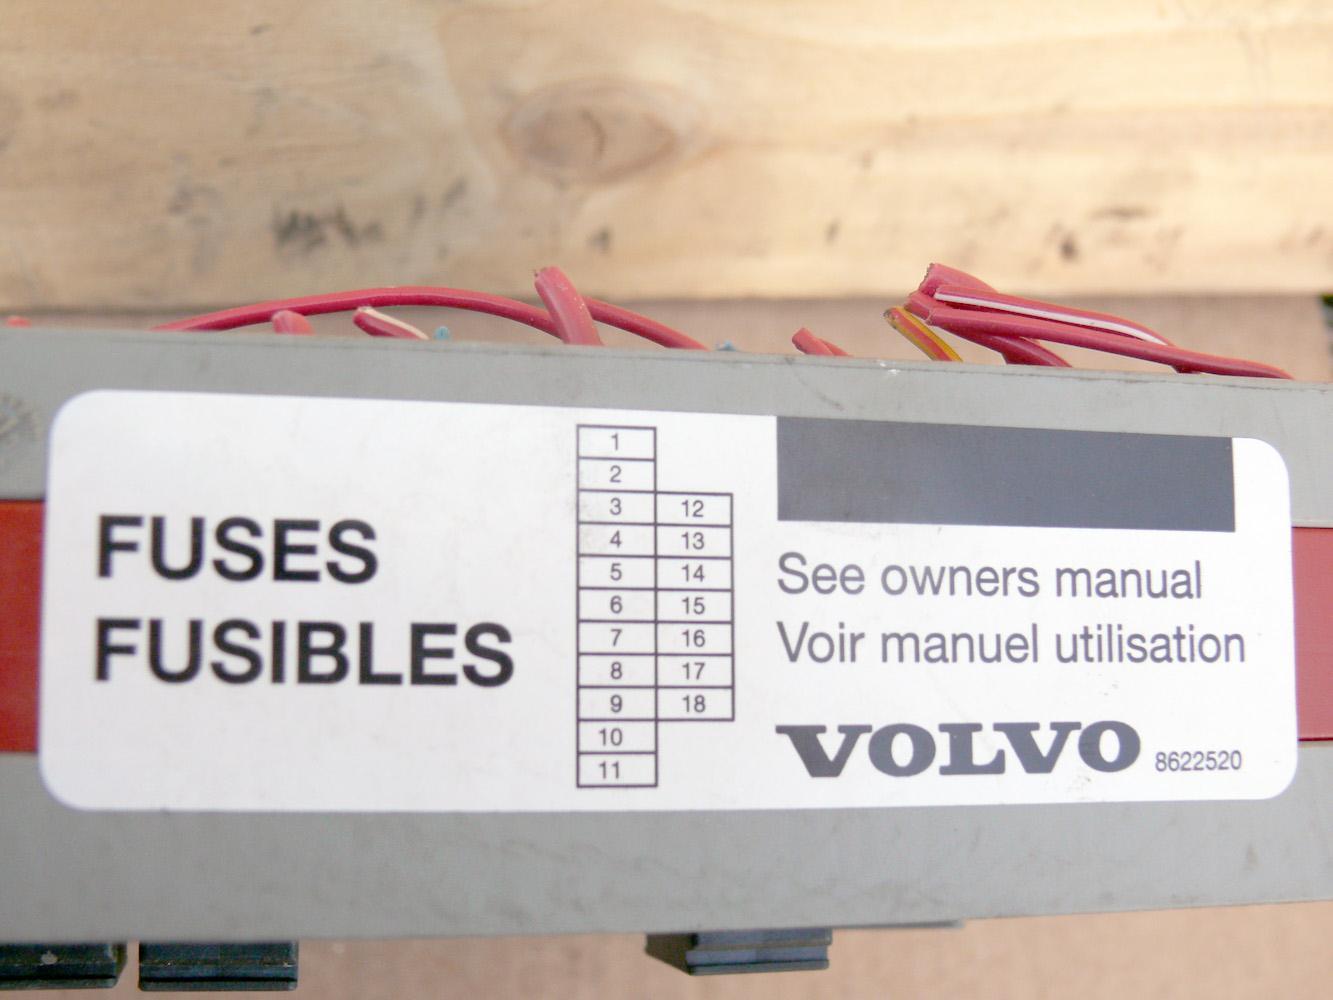 FUSES
FUSIBLES
1
2
3 12
4 13
5 14
6 15
7 16
8 17
9 18
10
11
See owners manual
Voir manuel utilisation
VOLVO 8622520